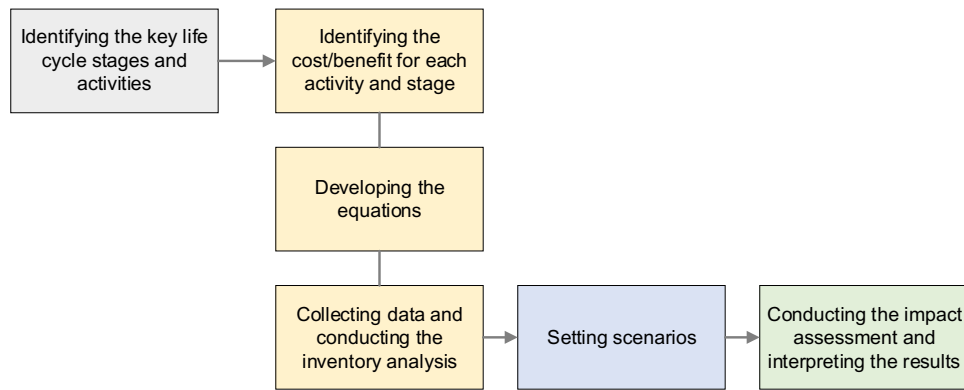 Identifying the key life
cycle stages and
activities
Identifying the
cost/benefit for each
activity and stage
Developing the
equations
Collecting data and
conducting the
inventory analysis
Setting scenarios
Conducting the impact
assessment and
interpreting the results